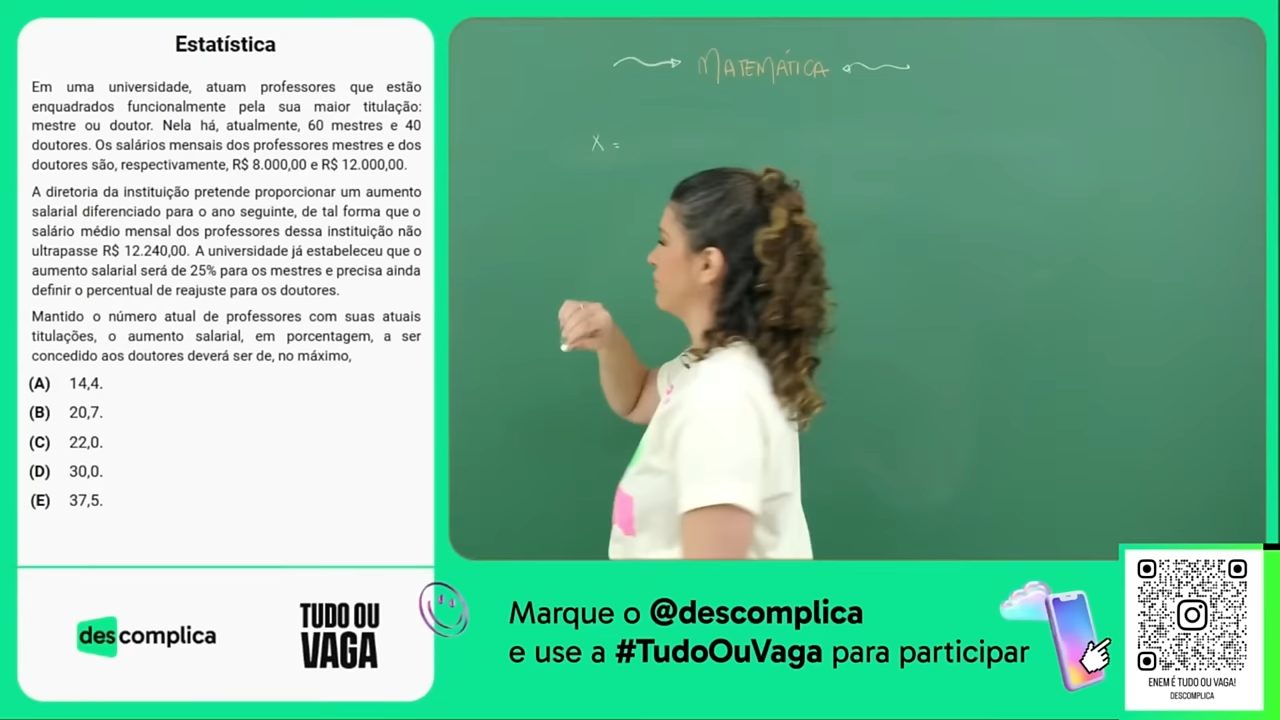 Estatística
Em uma universidade, atuam professores que estão
enquadrados funcionalmente pela sua maior titulação:
mestre ou doutor. Nela há, atualmente, 60 mestres e 40
doutores. Os salários mensais dos professores mestres e dos
doutores são, respectivamente, R$ 8.000,00 e R$ 12.000,00.
A diretoria da instituição pretende proporcionar um aumento
salarial diferenciado para o ano seguinte, de tal forma que o
salário médio mensal dos professores dessa instituição não
ultrapasse R$ 12.240,00. A universidade já estabeleceu que o
aumento salarial será de 25% para os mestres e precisa ainda
definir o percentual de reajuste para os doutores.
Mantido o número atual de professores com suas atuais
titulações, o aumento salarial, em porcentagem, a ser
concedido aos doutores deverá ser de, no máximo,
(A) 14,4.
(B) 20,7.
(C) 22,0.
(D) 30,0.
(E) 37,5.
descomplica
TUDO OU
VAGA
MATEMÁTICA
X =
Marque o @descomplica
e use a #TudoOuVaga para participar
ENEM É TUDO OU VAGA!
DESCOMPLICA